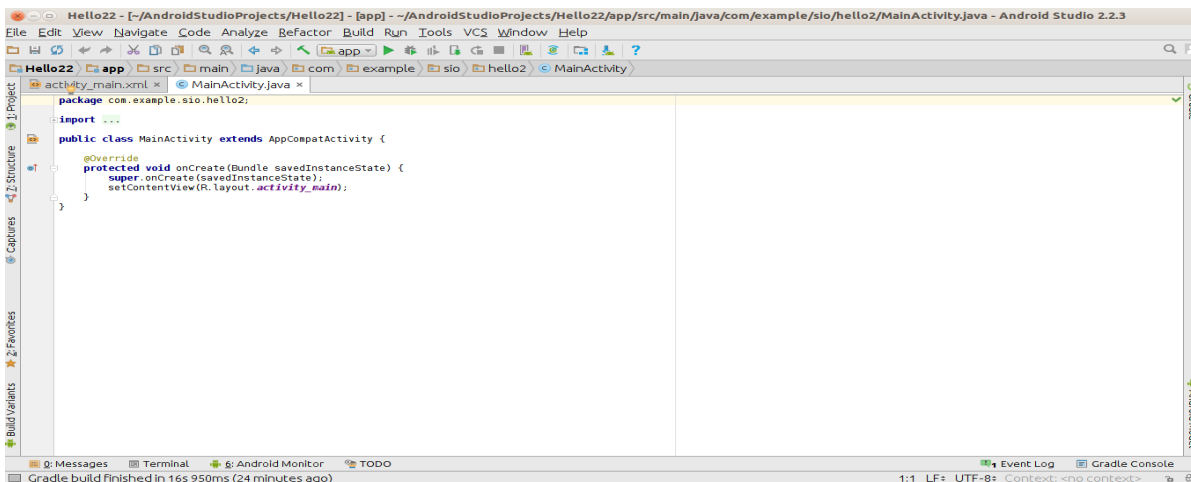 Hello22 - [~/AndroidStudioProjects/Hello22] - [app] - ~/AndroidStudioProjects/Hello22/app/src/main/java/com/example/sio/hello2/MainActivity.java - Android Studio 2.2.3
File Edit View Navigate Code Analyze Refactor Build Run Tools VCS Window Help
app
Hello22 app src main java com example sio hello2 MainActivity
activity_main.xml MainActivity.java
1: Project
Z: Structure
Captures
2: Favorites
Build Variants
package com.example.sio.hello2;
import ...
public class MainActivity extends AppCompatActivity {
@Override
protected void onCreate(Bundle savedInstanceState) {
super.onCreate(savedInstanceState);
setContentView(R.layout.activity_main);
}
}
0: Messages Terminal 6: Android Monitor TODO Event Log Gradle Console
Gradle build finished in 16s 950ms (24 minutes ago) 1:1 LF÷ UTF-8÷ Context: <no context>